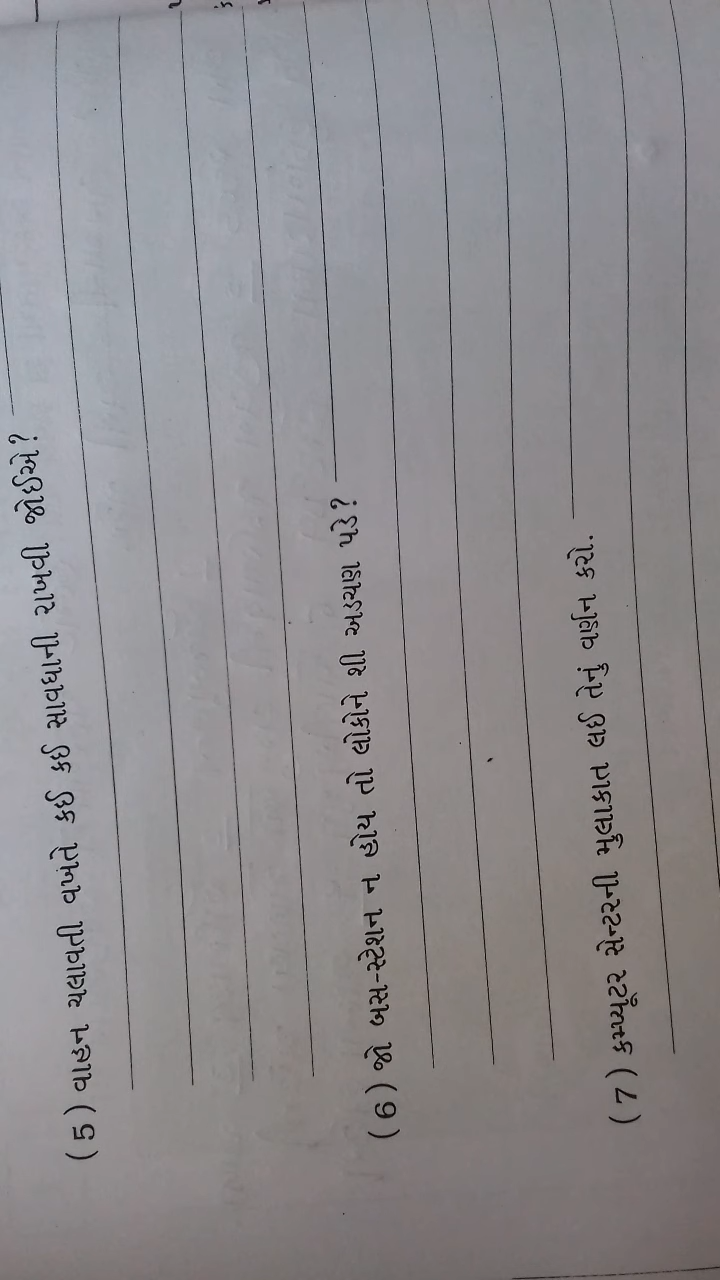 (5) વાહન ચલાવતી વખતે કઈ કઈ સાવધાની રાખવી જોઈએ?
(6) જો બસ-સ્ટેશન ન હોય તો લોકોને શી અડચણ પડે?
(7) કમ્પ્યૂટર સેન્ટરની મુલાકાત લઈ તેનું વાર્ણન કરો.